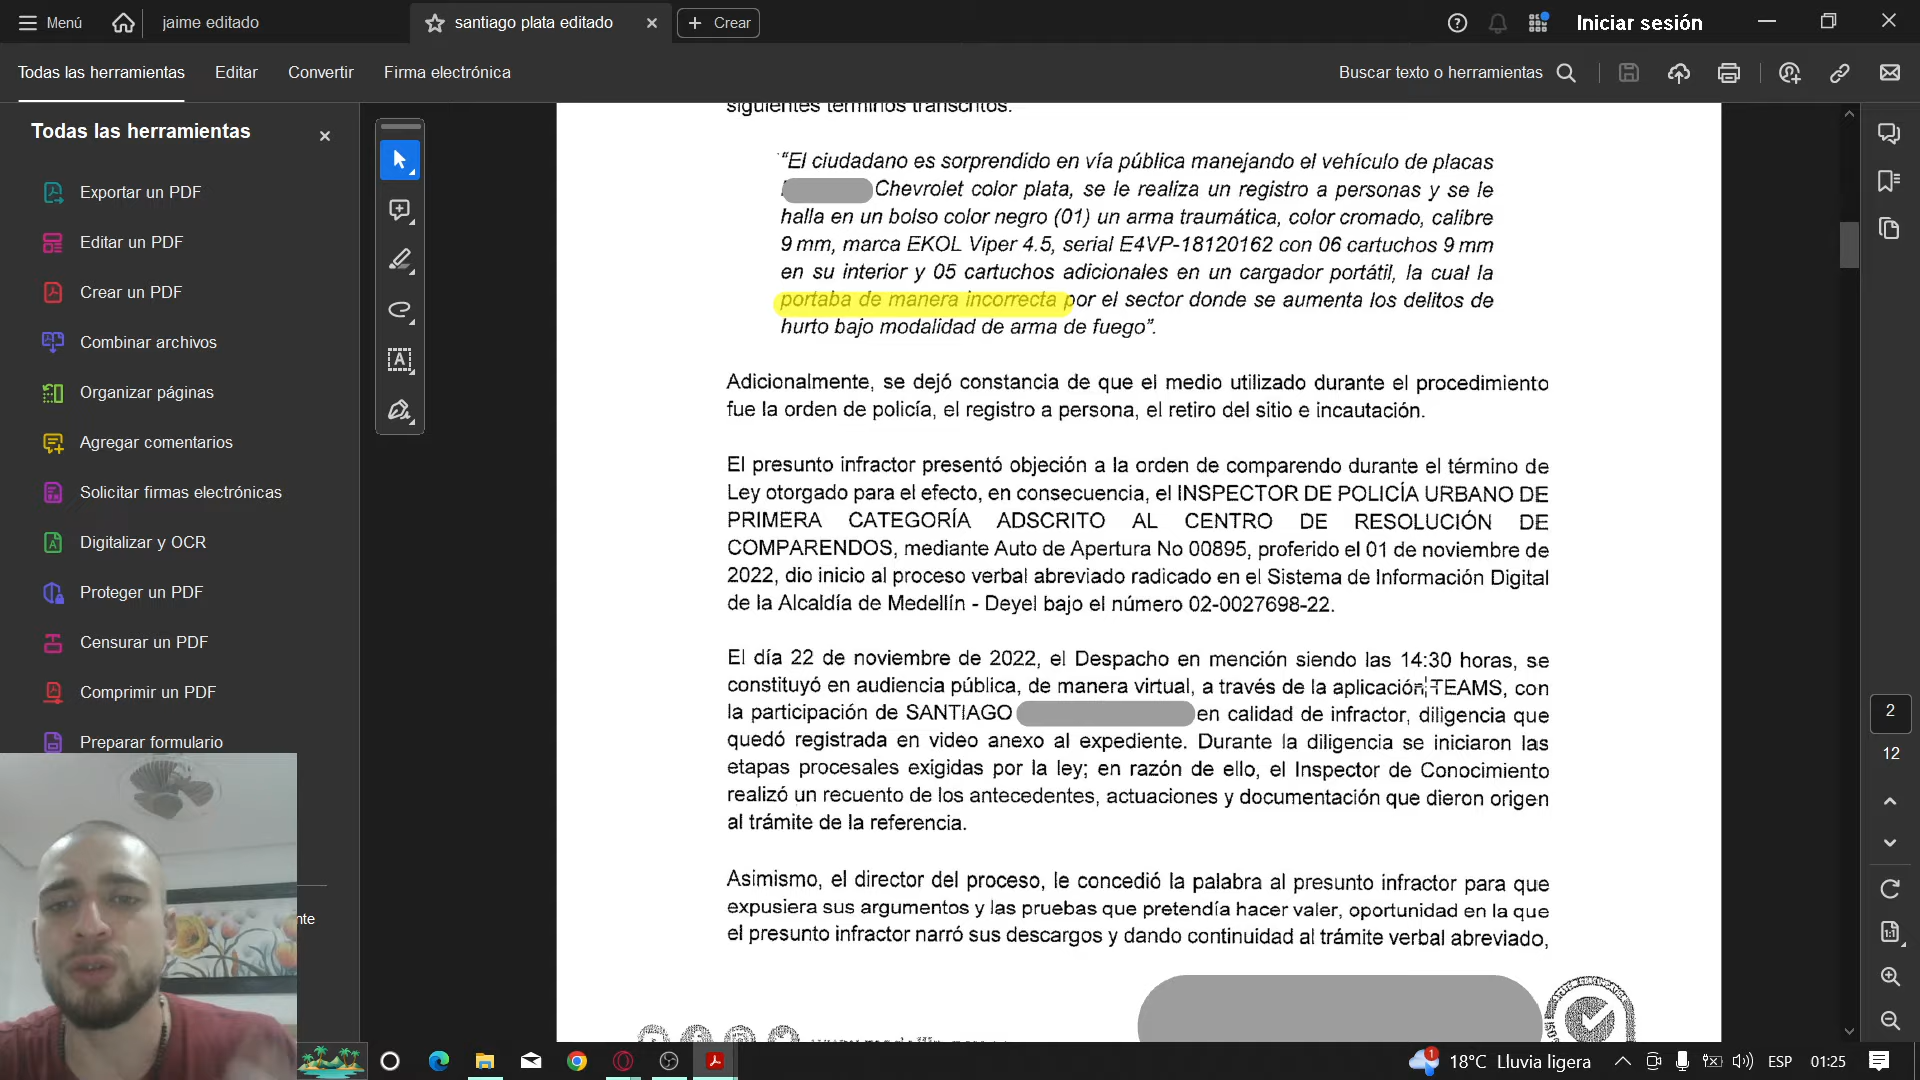 Menú
jaime editado
santiago plata editado
Crear
Iniciar sesión
Todas las herramientas
Editar
Convertir
Firma electrónica
Buscar texto o herramientas
Todas las herramientas
Exportar un PDF
Editar un PDF
Crear un PDF
Combinar archivos
Organizar páginas
Agregar comentarios
Solicitar firmas electrónicas
Digitalizar y OCR
Proteger un PDF
Censurar un PDF
Comprimir un PDF
Preparar formulario
nte
siguientes términos transcritos.
“El ciudadano es sorprendido en vía pública manejando el vehículo de placas
Chevrolet color plata, se le realiza un registro a personas y se le
halla en un bolso color negro (01) un arma traumática, color cromado, calibre
9 mm, marca EKOL Viper 4.5, serial E4VP-18120162 con 06 cartuchos 9 mm
en su interior y 05 cartuchos adicionales en un cargador portátil, la cual la
portaba de manera incorrecta por el sector donde se aumenta los delitos de
hurto bajo modalidad de arma de fuego”.
Adicionalmente, se dejó constancia de que el medio utilizado durante el procedimiento
fue la orden de policía, el registro a persona, el retiro del sitio e incautación.
El presunto infractor presentó objeción a la orden de comparendo durante el término de
Ley otorgado para el efecto, en consecuencia, el INSPECTOR DE POLICÍA URBANO DE
PRIMERA CATEGORÍA ADSCRITO AL CENTRO DE RESOLUCIÓN DE
COMPARENDOS, mediante Auto de Apertura No 00895, proferido el 01 de noviembre de
2022, dio inicio al proceso verbal abreviado radicado en el Sistema de Información Digital
de la Alcaldía de Medellín - Deyel bajo el número 02-0027698-22.
El día 22 de noviembre de 2022, el Despacho en mención siendo las 14:30 horas, se
constituyó en audiencia pública, de manera virtual, a través de la aplicación TEAMS, con
la participación de SANTIAGO en calidad de infractor, diligencia que
quedó registrada en video anexo al expediente. Durante la diligencia se iniciaron las
etapas procesales exigidas por la ley; en razón de ello, el Inspector de Conocimiento
realizó un recuento de los antecedentes, actuaciones y documentación que dieron origen
al trámite de la referencia.
Asimismo, el director del proceso, le concedió la palabra al presunto infractor para que
expusiera sus argumentos y las pruebas que pretendía hacer valer, oportunidad en la que
el presunto infractor narró sus descargos y dando continuidad al trámite verbal abreviado,
2
12
1
18°C Lluvia ligera
ESP
01:25